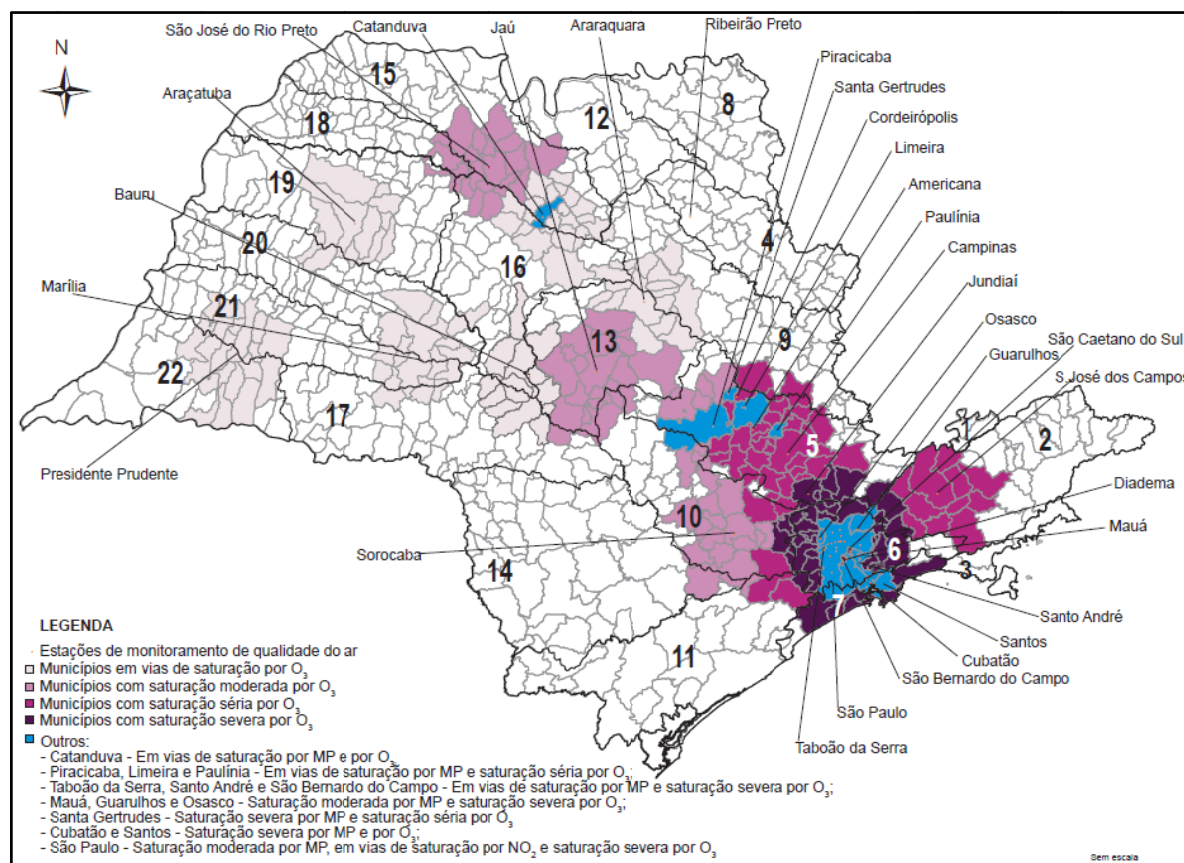 N
São José do Rio Preto
Catanduva
Jaú
Araraquara
Ribeirão Preto
Piracicaba
Santa Gertrudes
Cordeirópolis
Limeira
Americana
Paulínia
Campinas
Jundiaí
Osasco
São Caetano do Sul
Guarulhos
S.José dos Campos
Araçatuba
Bauru
Marília
Presidente Prudente
Sorocaba
Diadema
Mauá
Santo André
Santos
Cubatão
São Bernardo do Campo
São Paulo
Taboão da Serra
15
18
12
8
19
4
20
16
21
13
9
22
17
5
1
2
10
6
3
14
7
11
LEGENDA
Estações de monitoramento de qualidade do ar
Municípios em vias de saturação por O3
Municípios com saturação moderada por O3
Municípios com saturação séria por O3
Municípios com saturação severa por O3
Outros:
- Catanduva - Em vias de saturação por MP e por O3
- Piracicaba, Limeira e Paulínia - Em vias de saturação por MP e saturação séria por O3;
- Taboão da Serra, Santo André e São Bernardo do Campo - Em vias de saturação por MP e saturação severa por O3;
- Mauá, Guarulhos e Osasco - Saturação moderada por MP e saturação severa por O3;
- Santa Gertrudes - Saturação severa por MP e saturação séria por O3
- Cubatão e Santos - Saturação severa por MP e por O3;
- São Paulo - Saturação moderada por MP, em vias de saturação por NO2 e saturação severa por O3
Sem escala